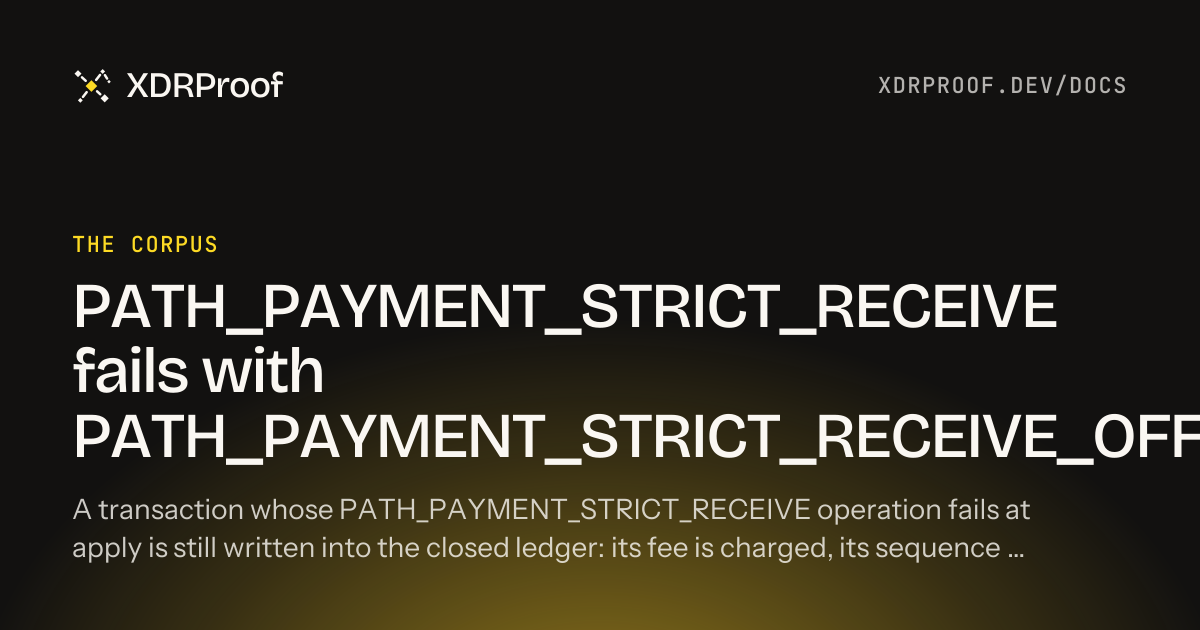 XDRProof
XDRPROOF.DEV/DOCS
THE CORPUS
PATH_PAYMENT_STRICT_RECEIVE
fails with
PATH_PAYMENT_STRICT_RECEIVE_OFF
A transaction whose PATH_PAYMENT_STRICT_RECEIVE operation fails at
apply is still written into the closed ledger: its fee is charged, its sequence ...